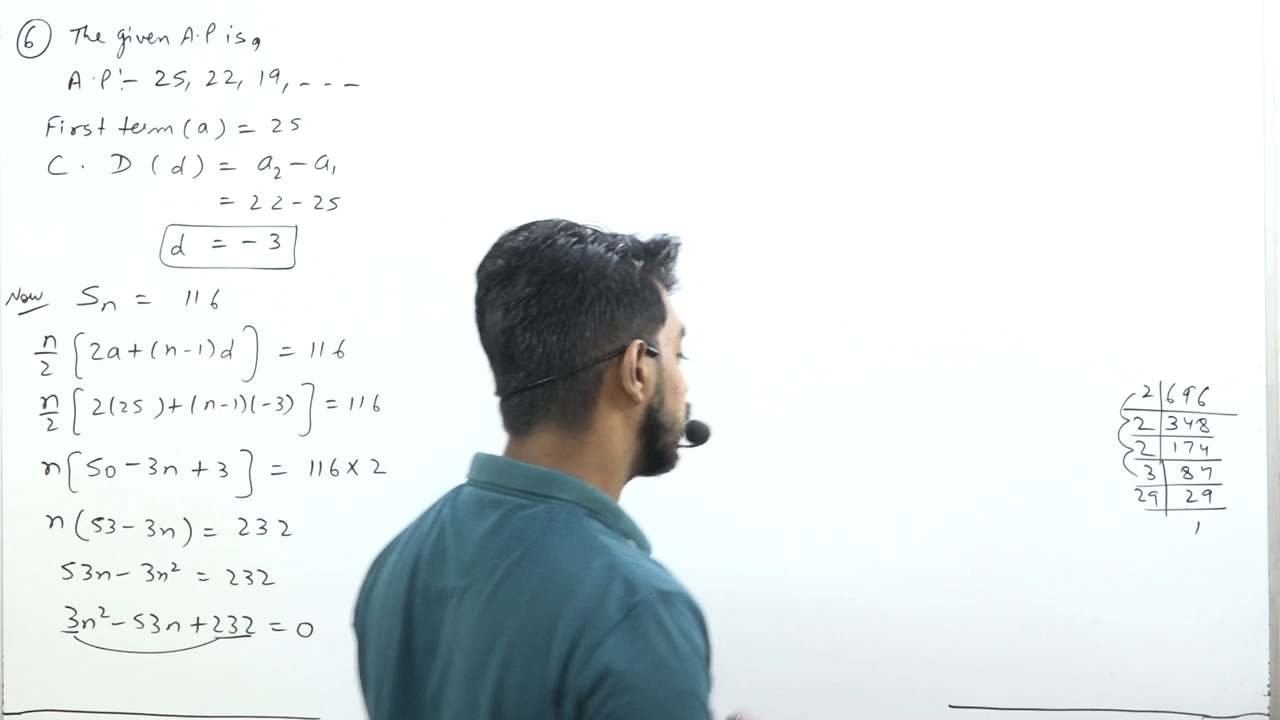 6 The given A.P is,
A.P:- 25, 22, 19, - - -
First term (a) = 25
C. D (d) = a₂ - a₁
= 22 - 25
d = -3
Now Sn = 116
n/2 [2a+(n-1)d] = 116
n/2 [2(25)+(n-1)(-3)] = 116
n[50-3n+3] = 116×2
n(53-3n) = 232
53n-3n² = 232
3n²-53n+232 = 0
2 | 696
2 | 348
2 | 174
3 | 87
29 | 29
1